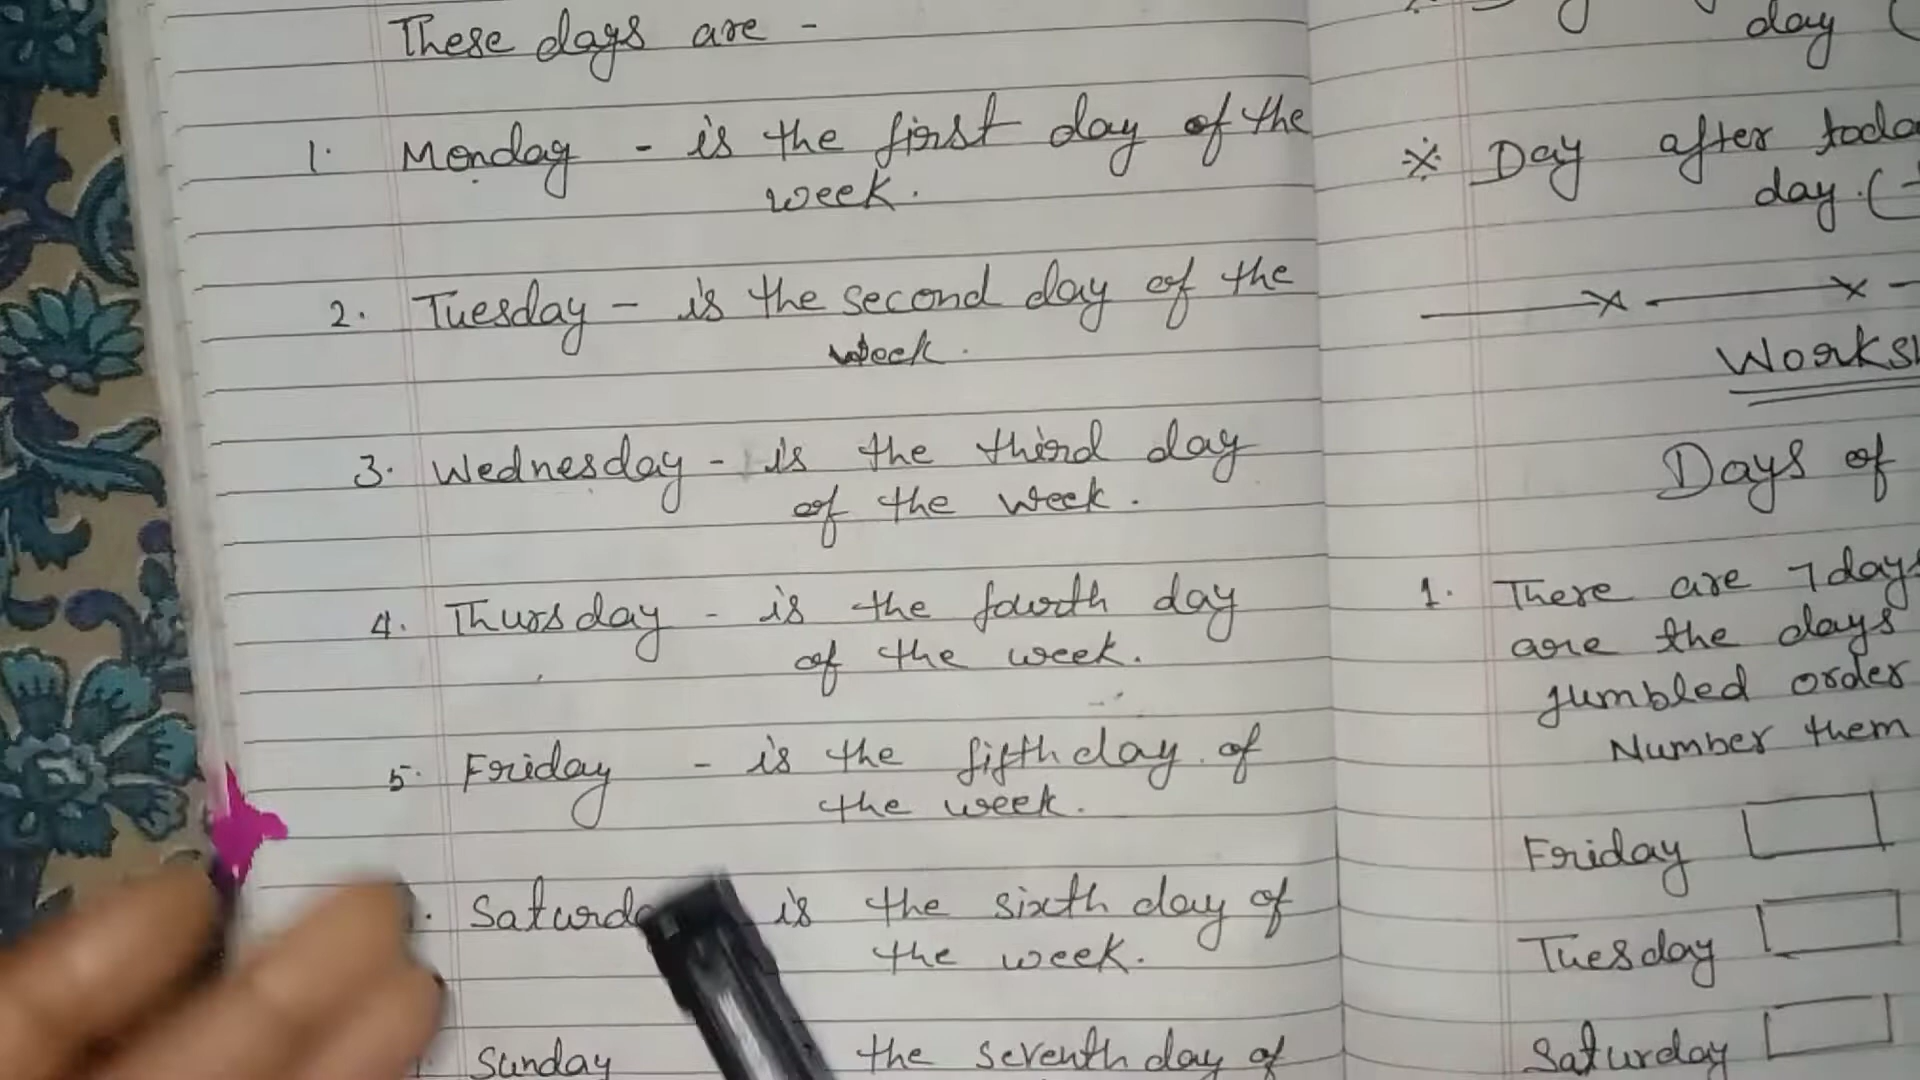 These days are -
1. Monday - is the first day of the
week.
2. Tuesday - is the second day of the
week.
3. Wednesday - is the third day
of the week.
4. Thursday - is the fourth day
of the week.
5. Friday - is the fifth day of
the week.
Saturda is the sixth day of
the week.
Sunday the seventh day of
day (
※ Day after toda
day. (
x x
Worksh
Days of
1. There are 7 days
are the days
jumbled order
Number them
Friday
Tuesday
Saturday